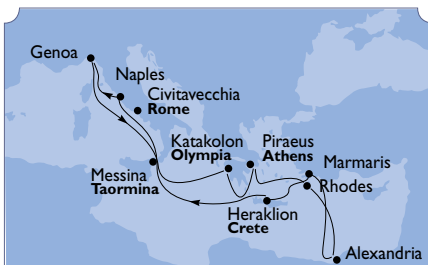 Genoa
Naples
Civitavecchia
Rome
Katakolon
Olympia
Piraeus
Athens
Marmaris
Rhodes
Messina
Taormina
Heraklion
Crete
Alexandria